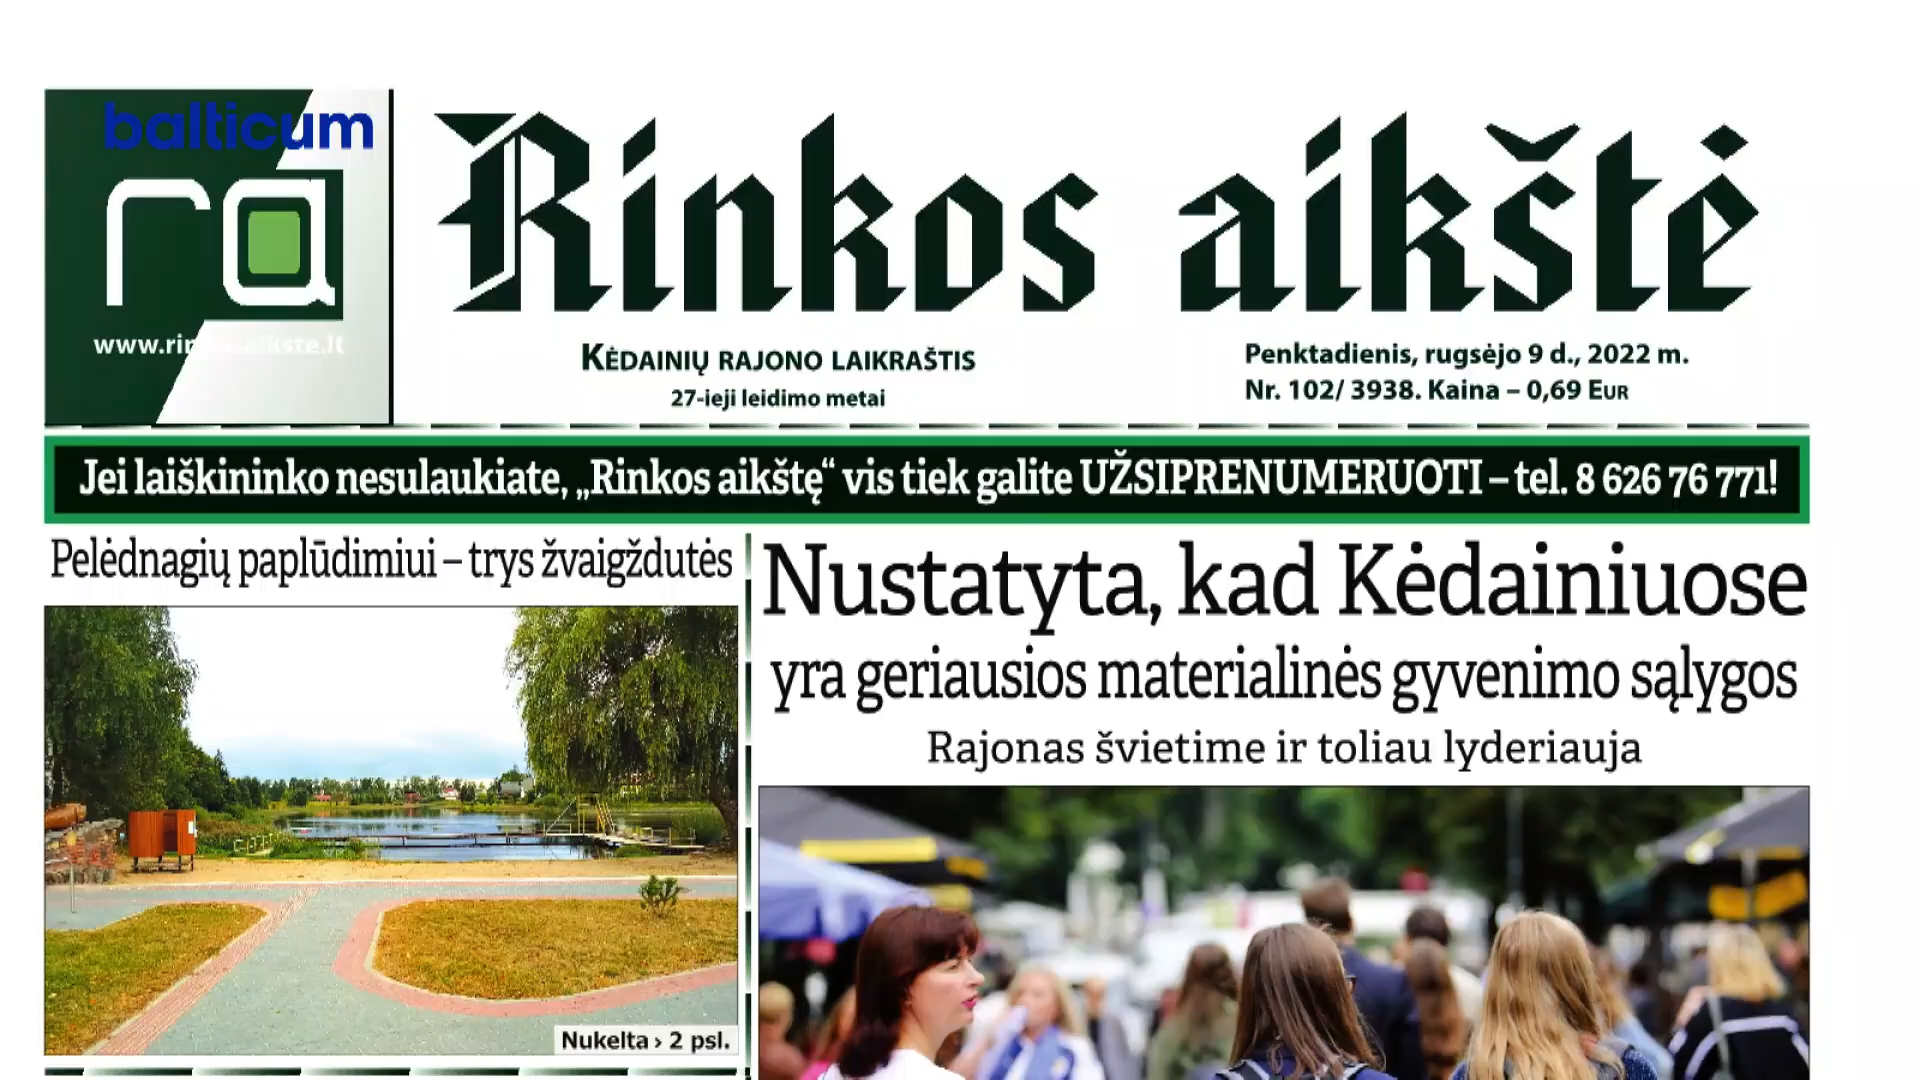 balticum
ra
Rinkos aikštė
KĖDAINIŲ RAJONO LAIKRAŠTIS
27-ieji leidimo metai
Penktadienis, rugsėjo 9 d., 2022 m.
Nr. 102/ 3938. Kaina – 0,69 EUR
Jei laiškininko nesulaukiate, „Rinkos aikštę“ vis tiek galite UŽSIPRENUMERUOTI – tel. 8 626 76 771!
Pelėdnagių paplūdimiui – trys žvaigždutės
Nukelta › 2 psl.
Nustatyta, kad Kėdainiuose
yra geriausios materialinės gyvenimo sąlygos
Rajonas švietime ir toliau lyderiauja